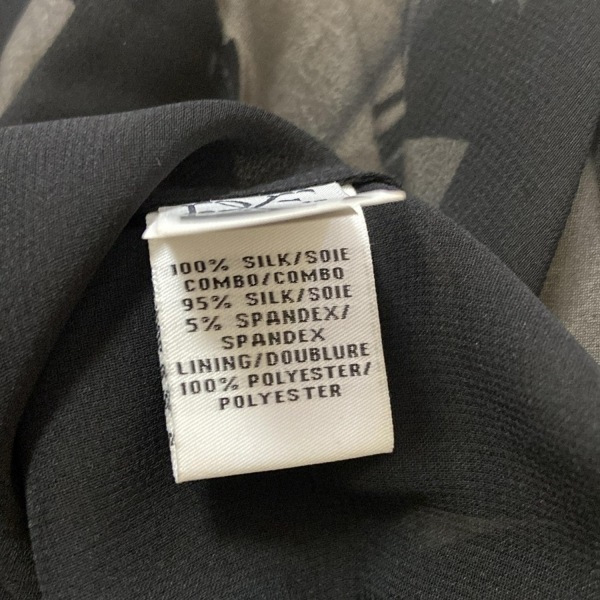 100% SILK/SOIE
COMBO/COMBO
95% SILK/SOIE
5% SPANDEX/
SPANDEX
LINING/DOUBLURE
100% POLYESTER/
POLYESTER